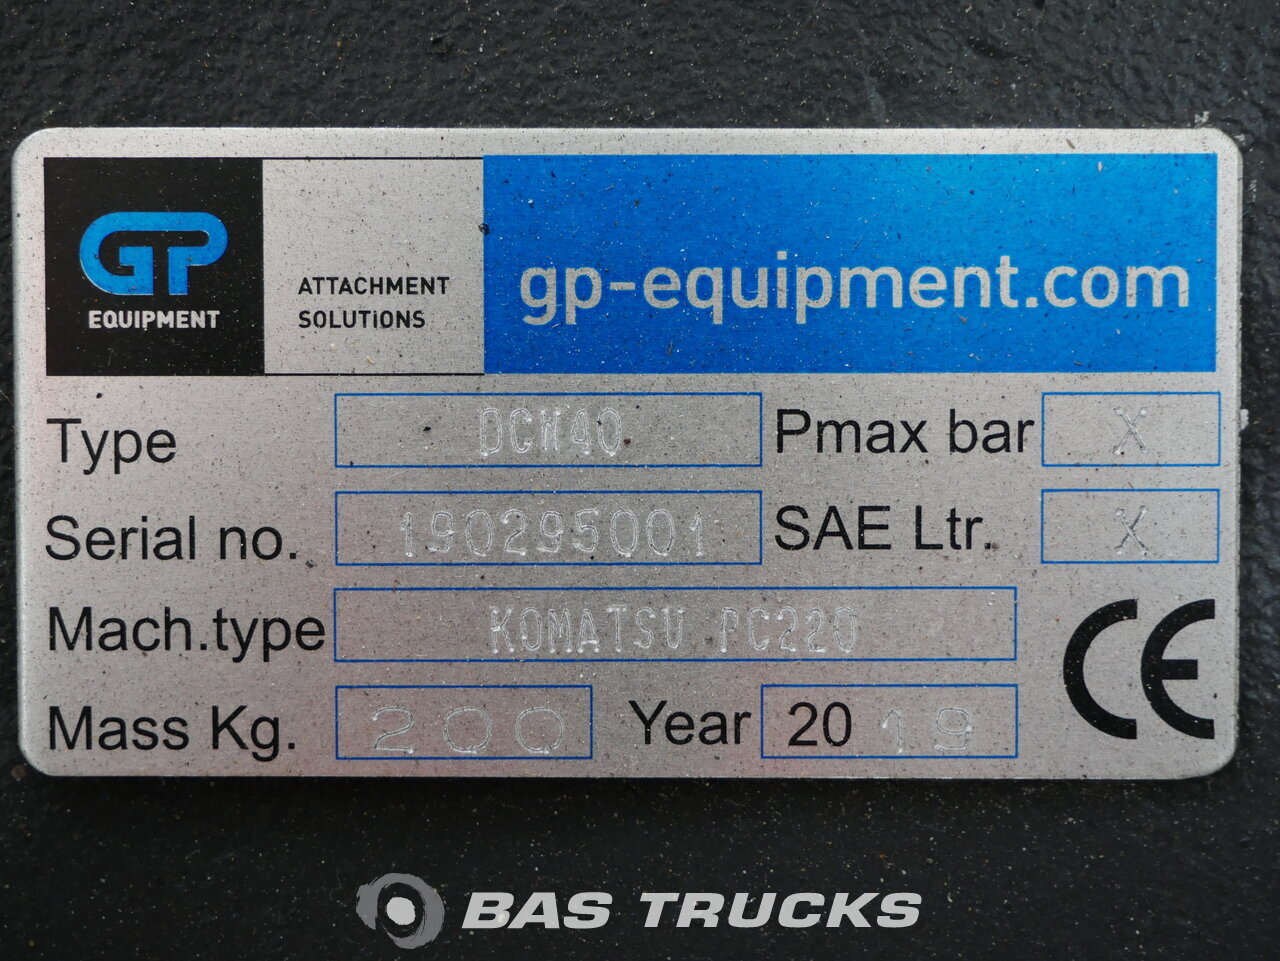 GP
EQUIPMENT
ATTACHMENT
SOLUTIONS
gp-equipment.com
Type DCM40 Pmax bar X
Serial no. 190295001 SAE Ltr. X
Mach.type KOMATSU PC220
Mass Kg. 200 Year 2019
CE
BAS TRUCKS